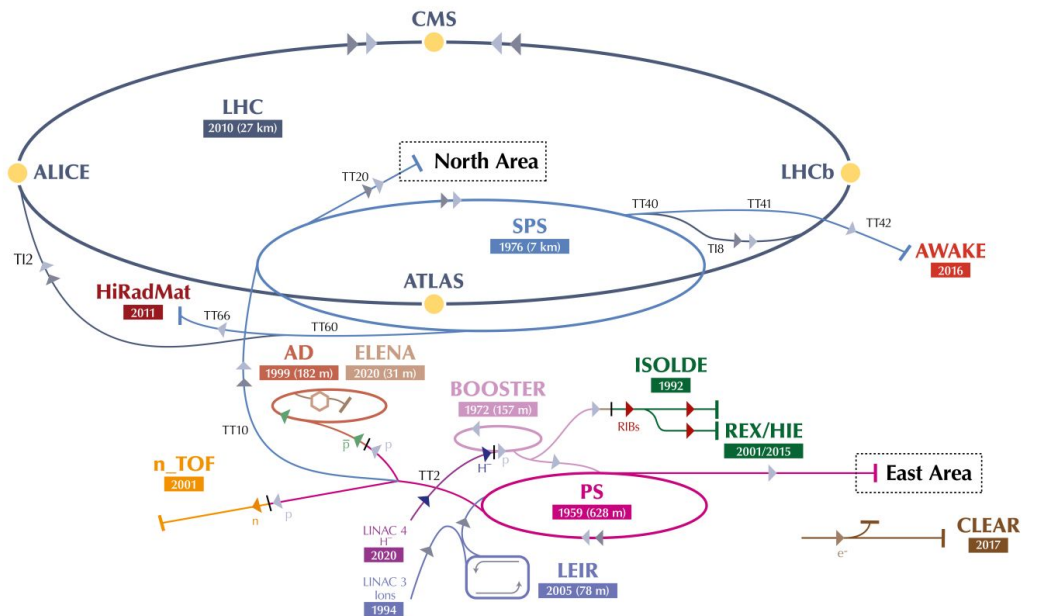 CMS
LHC
2010 (27 km)
ALICE
LHCb
North Area
TT20
SPS
1976 (7 km)
TT40
TT41
TT42
TI8
AWAKE
2016
TI2
ATLAS
HiRadMat
2011
TT66
TT60
AD
1999 (182 m)
ELENA
2020 (31 m)
ISOLDE
1992
BOOSTER
1972 (157 m)
RIBs
REX/HIE
2001/2015
TT10
p̅
p
H⁻
p
n_TOF
2001
TT2
East Area
n
p
PS
1959 (628 m)
LINAC 4
H⁻
2020
CLEAR
2017
e⁻
LINAC 3
Ions
1994
LEIR
2005 (78 m)